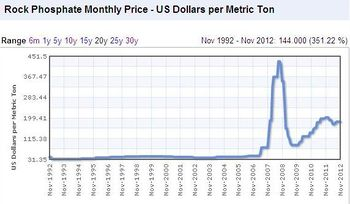 Rock Phosphate Monthly Price - US Dollars per Metric Ton
Range 6m 1y 5y 10y 15y 20y 25y 30y Nov 1992 - Nov 2012: 144.000 (351.22 %)
US Dollars per Metric Ton
451.5
367.47
283.44
199.41
115.38
31.35
Nov-1992
Nov-1993
Nov-1994
Nov-1995
Nov-1996
Nov-1997
Nov-1998
Nov-1999
Nov-2000
Nov-2001
Nov-2002
Nov-2003
Nov-2004
Nov-2005
Nov-2006
Nov-2007
Nov-2008
Nov-2009
Nov-2010
Nov-2011
Nov-2012